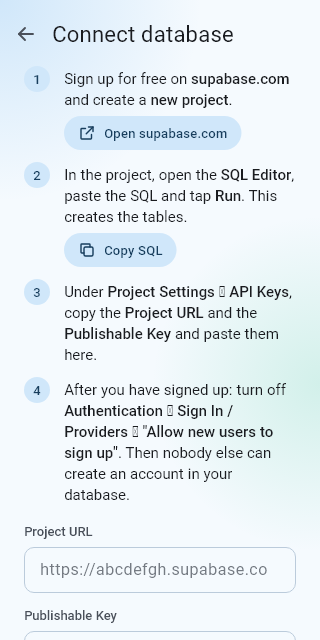 Connect database
1
Sign up for free on supabase.com
and create a new project.
Open supabase.com
2
In the project, open the SQL Editor,
paste the SQL and tap Run. This
creates the tables.
Copy SQL
3
Under Project Settings ▯ API Keys,
copy the Project URL and the
Publishable Key and paste them
here.
4
After you have signed up: turn off
Authentication ▯ Sign In /
Providers ▯ "Allow new users to
sign up". Then nobody else can
create an account in your
database.
Project URL
https://abcdefgh.supabase.co
Publishable Key